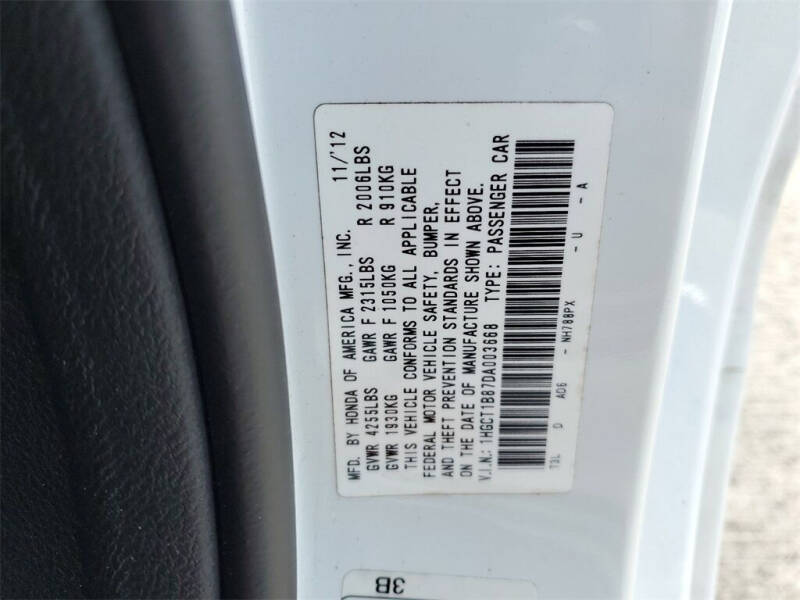 MFD. BY HONDA OF AMERICA MFG., INC. 11/'12
GVWR 4255LBS GAWR F 2315LBS R 2006LBS
GVWR 1930KG GAWR F 1050KG R 910KG
THIS VEHICLE CONFORMS TO ALL APPLICABLE
FEDERAL MOTOR VEHICLE SAFETY, BUMPER,
AND THEFT PREVENTION STANDARDS IN EFFECT
ON THE DATE OF MANUFACTURE SHOWN ABOVE.
V.I.N.: 1HGCT1B87DA003668 TYPE: PASSENGER CAR
T3L D AO6 - NH788PX - U - A
3B